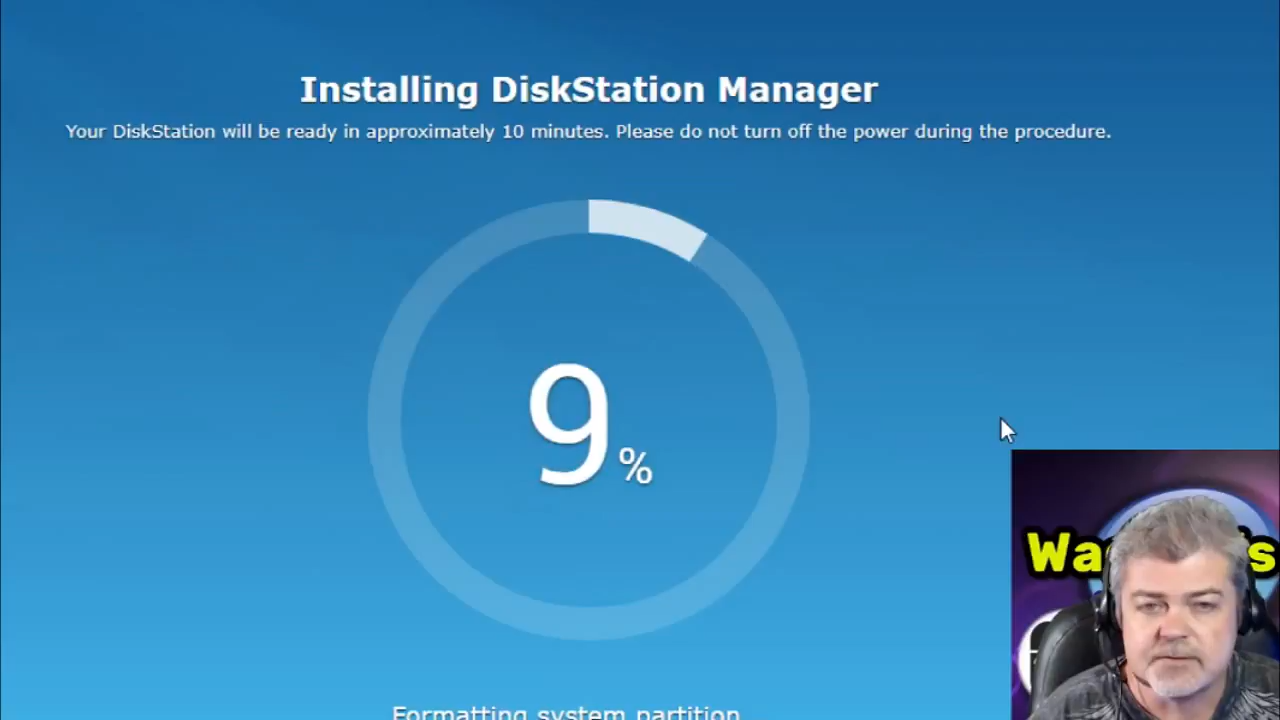 Installing DiskStation Manager
Your DiskStation will be ready in approximately 10 minutes. Please do not turn off the power during the procedure.
9%
Formatting system partition